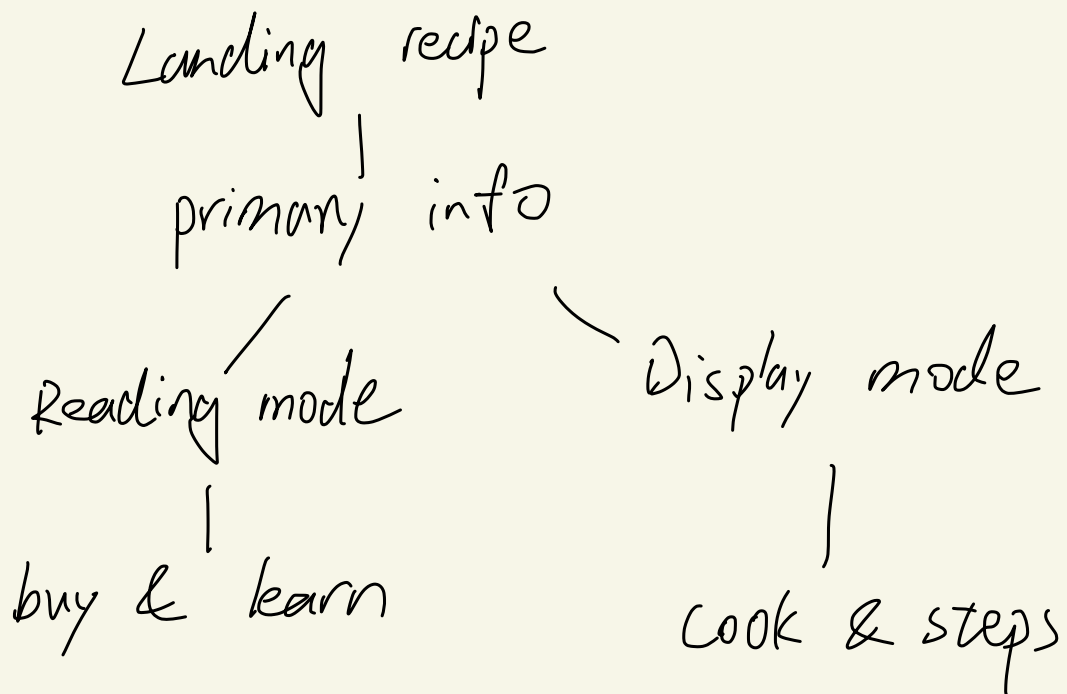 Landing recipe
primary info
Reading mode
Display mode
buy & learn
Cook & steps